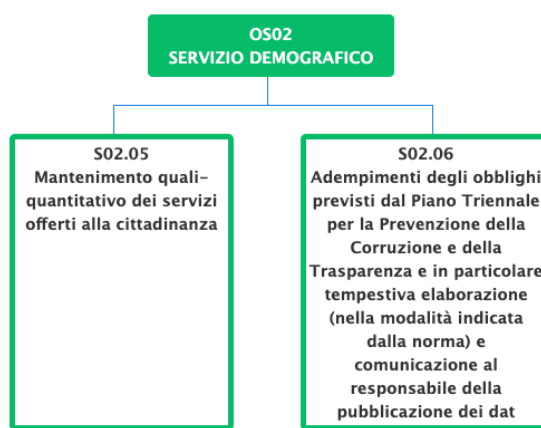 OS02
SERVIZIO DEMOGRAFICO
S02.05
Mantenimento quali-
quantitativo dei servizi
offerti alla cittadinanza
S02.06
Adempimenti degli obblighi
previsti dal Piano Triennale
per la Prevenzione della
Corruzione e della
Trasparenza e in particolare
tempestiva elaborazione
(nella modalità indicata
dalla norma) e
comunicazione al
responsabile della
pubblicazione dei dat